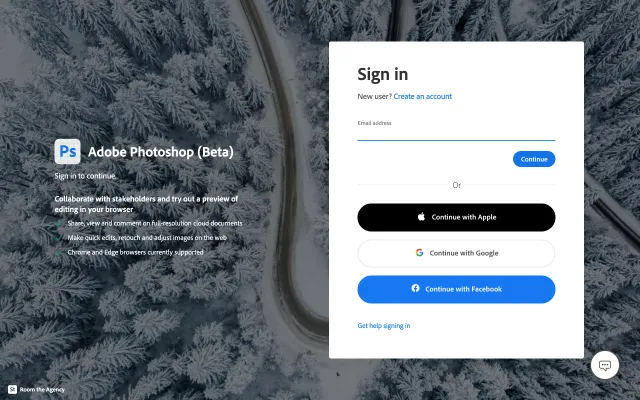 Ps Adobe Photoshop (Beta)
Sign in to continue.
Collaborate with stakeholders and try out a preview of
editing in your browser
Share, view and comment on full-resolution cloud documents
Make quick edits, retouch and adjust images on the web
Chrome and Edge browsers currently supported
St Room the Agency
Sign in
New user? Create an account
Email address
Continue
Or
Continue with Apple
Continue with Google
Continue with Facebook
Get help signing in